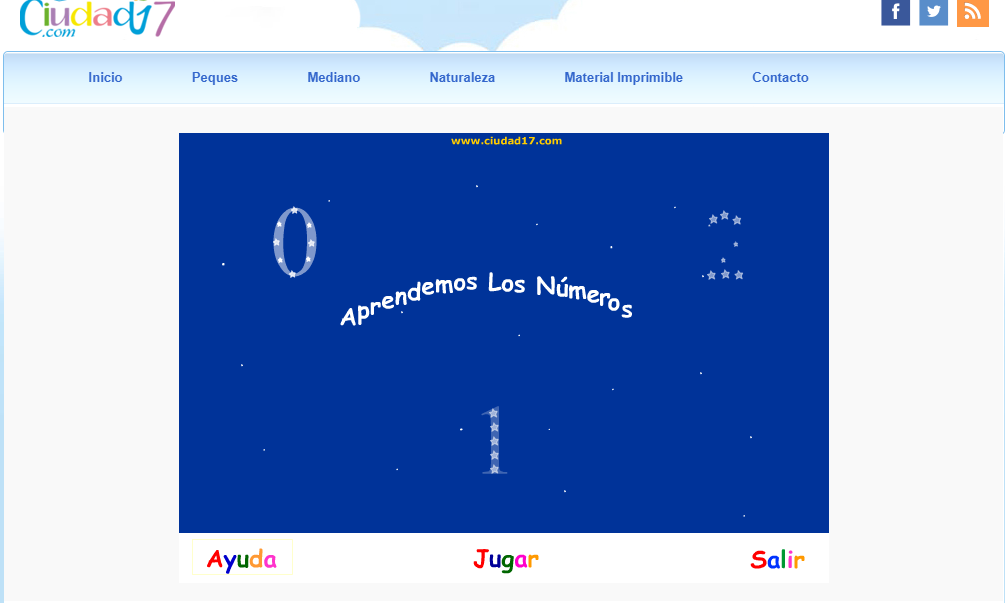 Ciudad17
.com
Inicio Peques Mediano Naturaleza Material Imprimible Contacto
www.ciudad17.com
0 2
Aprendemos Los Números
1
Ayuda Jugar Salir